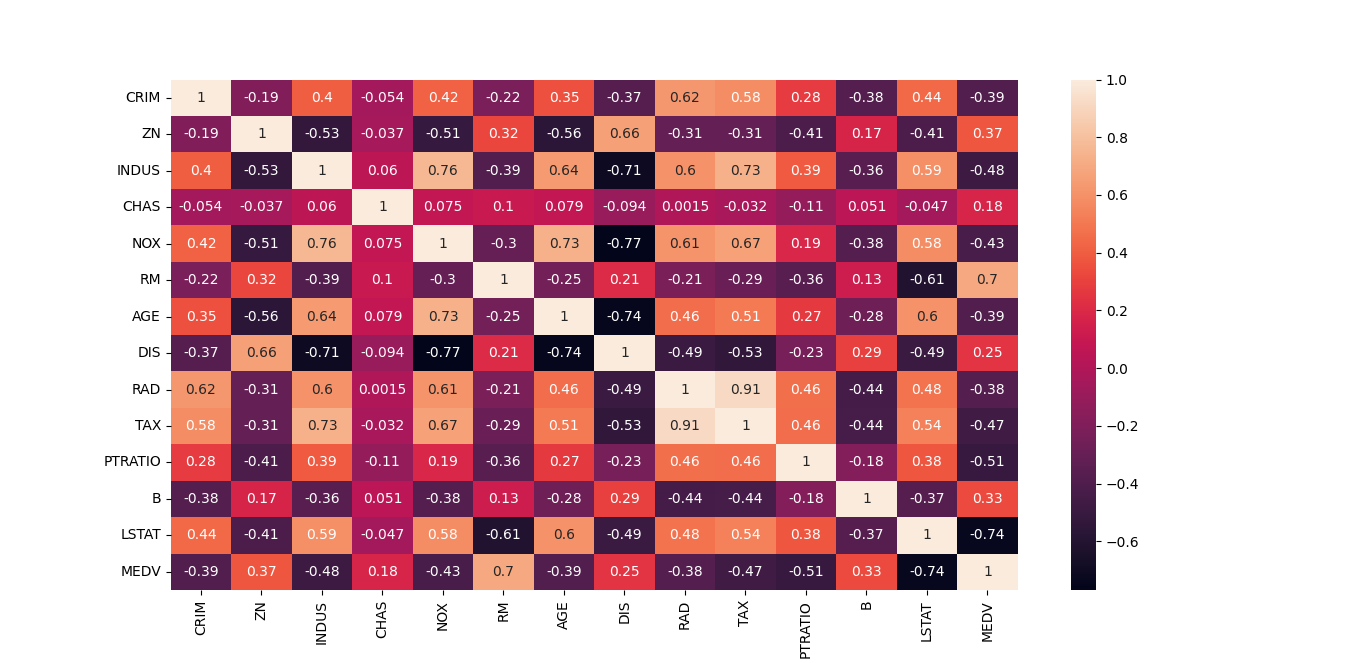 CRIM 1 -0.19 0.4 -0.054 0.42 -0.22 0.35 -0.37 0.62 0.58 0.28 -0.38 0.44 -0.39
ZN -0.19 1 -0.53 -0.037 -0.51 0.32 -0.56 0.66 -0.31 -0.31 -0.41 0.17 -0.41 0.37
INDUS 0.4 -0.53 1 0.06 0.76 -0.39 0.64 -0.71 0.6 0.73 0.39 -0.36 0.59 -0.48
CHAS -0.054 -0.037 0.06 1 0.075 0.1 0.079 -0.094 0.0015 -0.032 -0.11 0.051 -0.047 0.18
NOX 0.42 -0.51 0.76 0.075 1 -0.3 0.73 -0.77 0.61 0.67 0.19 -0.38 0.58 -0.43
RM -0.22 0.32 -0.39 0.1 -0.3 1 -0.25 0.21 -0.21 -0.29 -0.36 0.13 -0.61 0.7
AGE 0.35 -0.56 0.64 0.079 0.73 -0.25 1 -0.74 0.46 0.51 0.27 -0.28 0.6 -0.39
DIS -0.37 0.66 -0.71 -0.094 -0.77 0.21 -0.74 1 -0.49 -0.53 -0.23 0.29 -0.49 0.25
RAD 0.62 -0.31 0.6 0.0015 0.61 -0.21 0.46 -0.49 1 0.91 0.46 -0.44 0.48 -0.38
TAX 0.58 -0.31 0.73 -0.032 0.67 -0.29 0.51 -0.53 0.91 1 0.46 -0.44 0.54 -0.47
PTRATIO 0.28 -0.41 0.39 -0.11 0.19 -0.36 0.27 -0.23 0.46 0.46 1 -0.18 0.38 -0.51
B -0.38 0.17 -0.36 0.051 -0.38 0.13 -0.28 0.29 -0.44 -0.44 -0.18 1 -0.37 0.33
LSTAT 0.44 -0.41 0.59 -0.047 0.58 -0.61 0.6 -0.49 0.48 0.54 0.38 -0.37 1 -0.74
MEDV -0.39 0.37 -0.48 0.18 -0.43 0.7 -0.39 0.25 -0.38 -0.47 -0.51 0.33 -0.74 1
CRIM ZN INDUS CHAS NOX RM AGE DIS RAD TAX PTRATIO B LSTAT MEDV
1.0
0.8
0.6
0.4
0.2
0.0
−0.2
−0.4
−0.6